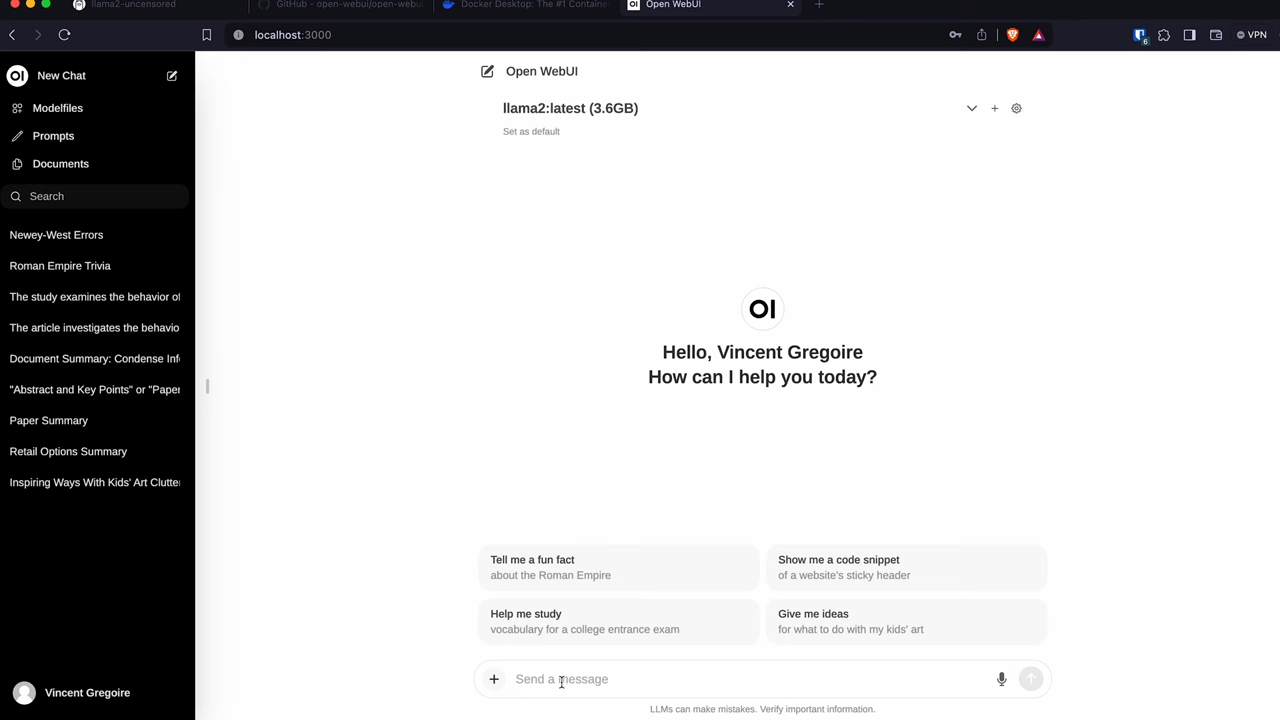 llama2-uncensored
GitHub - open-webui/open-webui
Docker Desktop: The #1 Containe
OI Open WebUI
localhost:3000
6
VPN
OI New Chat
Modelfiles
Prompts
Documents
Search
Newey-West Errors
Roman Empire Trivia
The study examines the behavior of
The article investigates the behavio
Document Summary: Condense Inf
"Abstract and Key Points" or "Paper
Paper Summary
Retail Options Summary
Inspiring Ways With Kids' Art Clutte
Vincent Gregoire
Open WebUI
llama2:latest (3.6GB)
Set as default
OI
Hello, Vincent Gregoire
How can I help you today?
Tell me a fun fact
about the Roman Empire
Show me a code snippet
of a website's sticky header
Help me study
vocabulary for a college entrance exam
Give me ideas
for what to do with my kids' art
Send a message
LLMs can make mistakes. Verify important information.